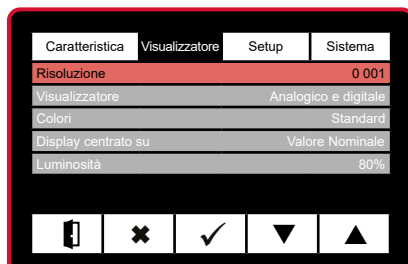 Caratteristica Visualizzatore Setup Sistema
Risoluzione 0 001
Visualizzatore Analogico e digitale
Colori Standard
Display centrato su Valore Nominale
Luminosità 80%